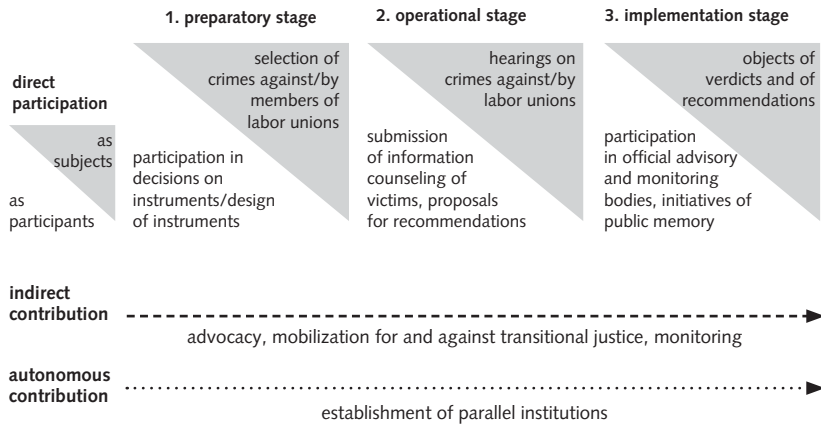 1. preparatory stage
2. operational stage
3. implementation stage
direct
participation
as
subjects
as
participants
selection of
crimes against/by
members of
labor unions
participation in
decisions on
instruments/design
of instruments
hearings on
crimes against/by
labor unions
submission
of information
counseling of
victims, proposals
for recommendations
objects of
verdicts and of
recommendations
participation
in official advisory
and monitoring
bodies, initiatives of
public memory
indirect
contribution
advocacy, mobilization for and against transitional justice, monitoring
autonomous
contribution
establishment of parallel institutions